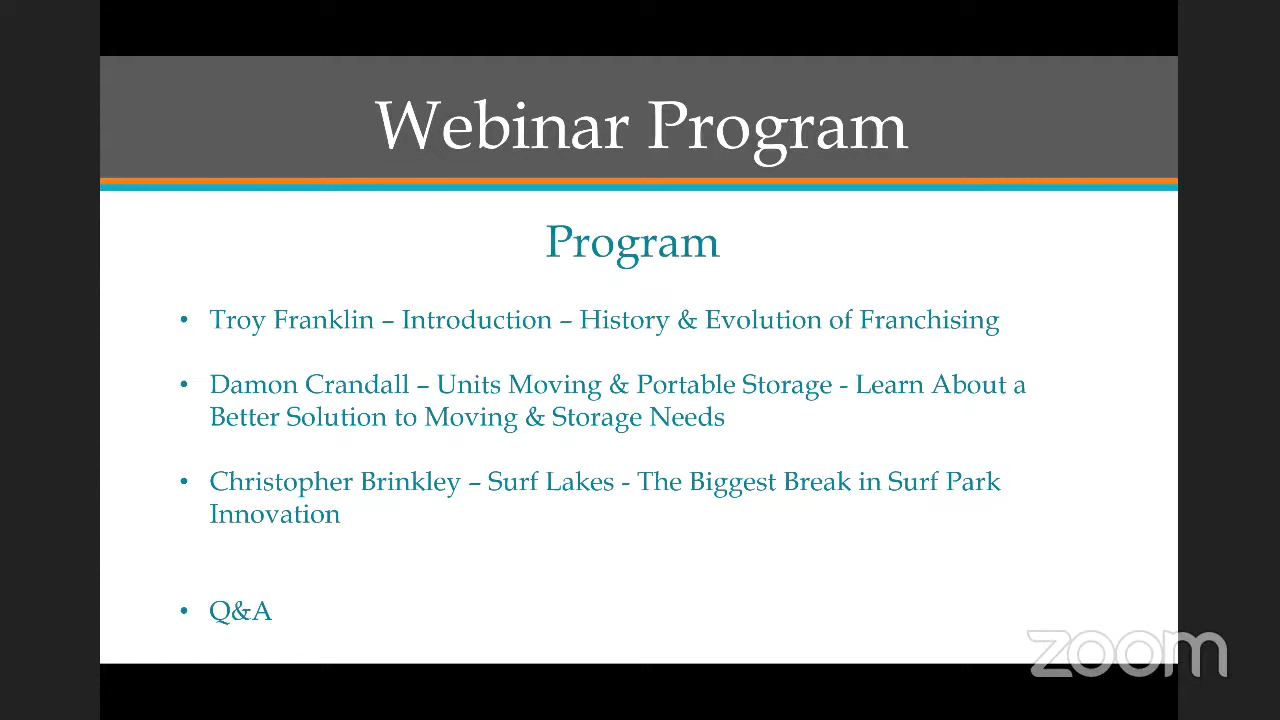 Webinar Program
Program
• Troy Franklin – Introduction – History & Evolution of Franchising
• Damon Crandall – Units Moving & Portable Storage - Learn About a
Better Solution to Moving & Storage Needs
• Christopher Brinkley – Surf Lakes - The Biggest Break in Surf Park
Innovation
• Q&A
zoom